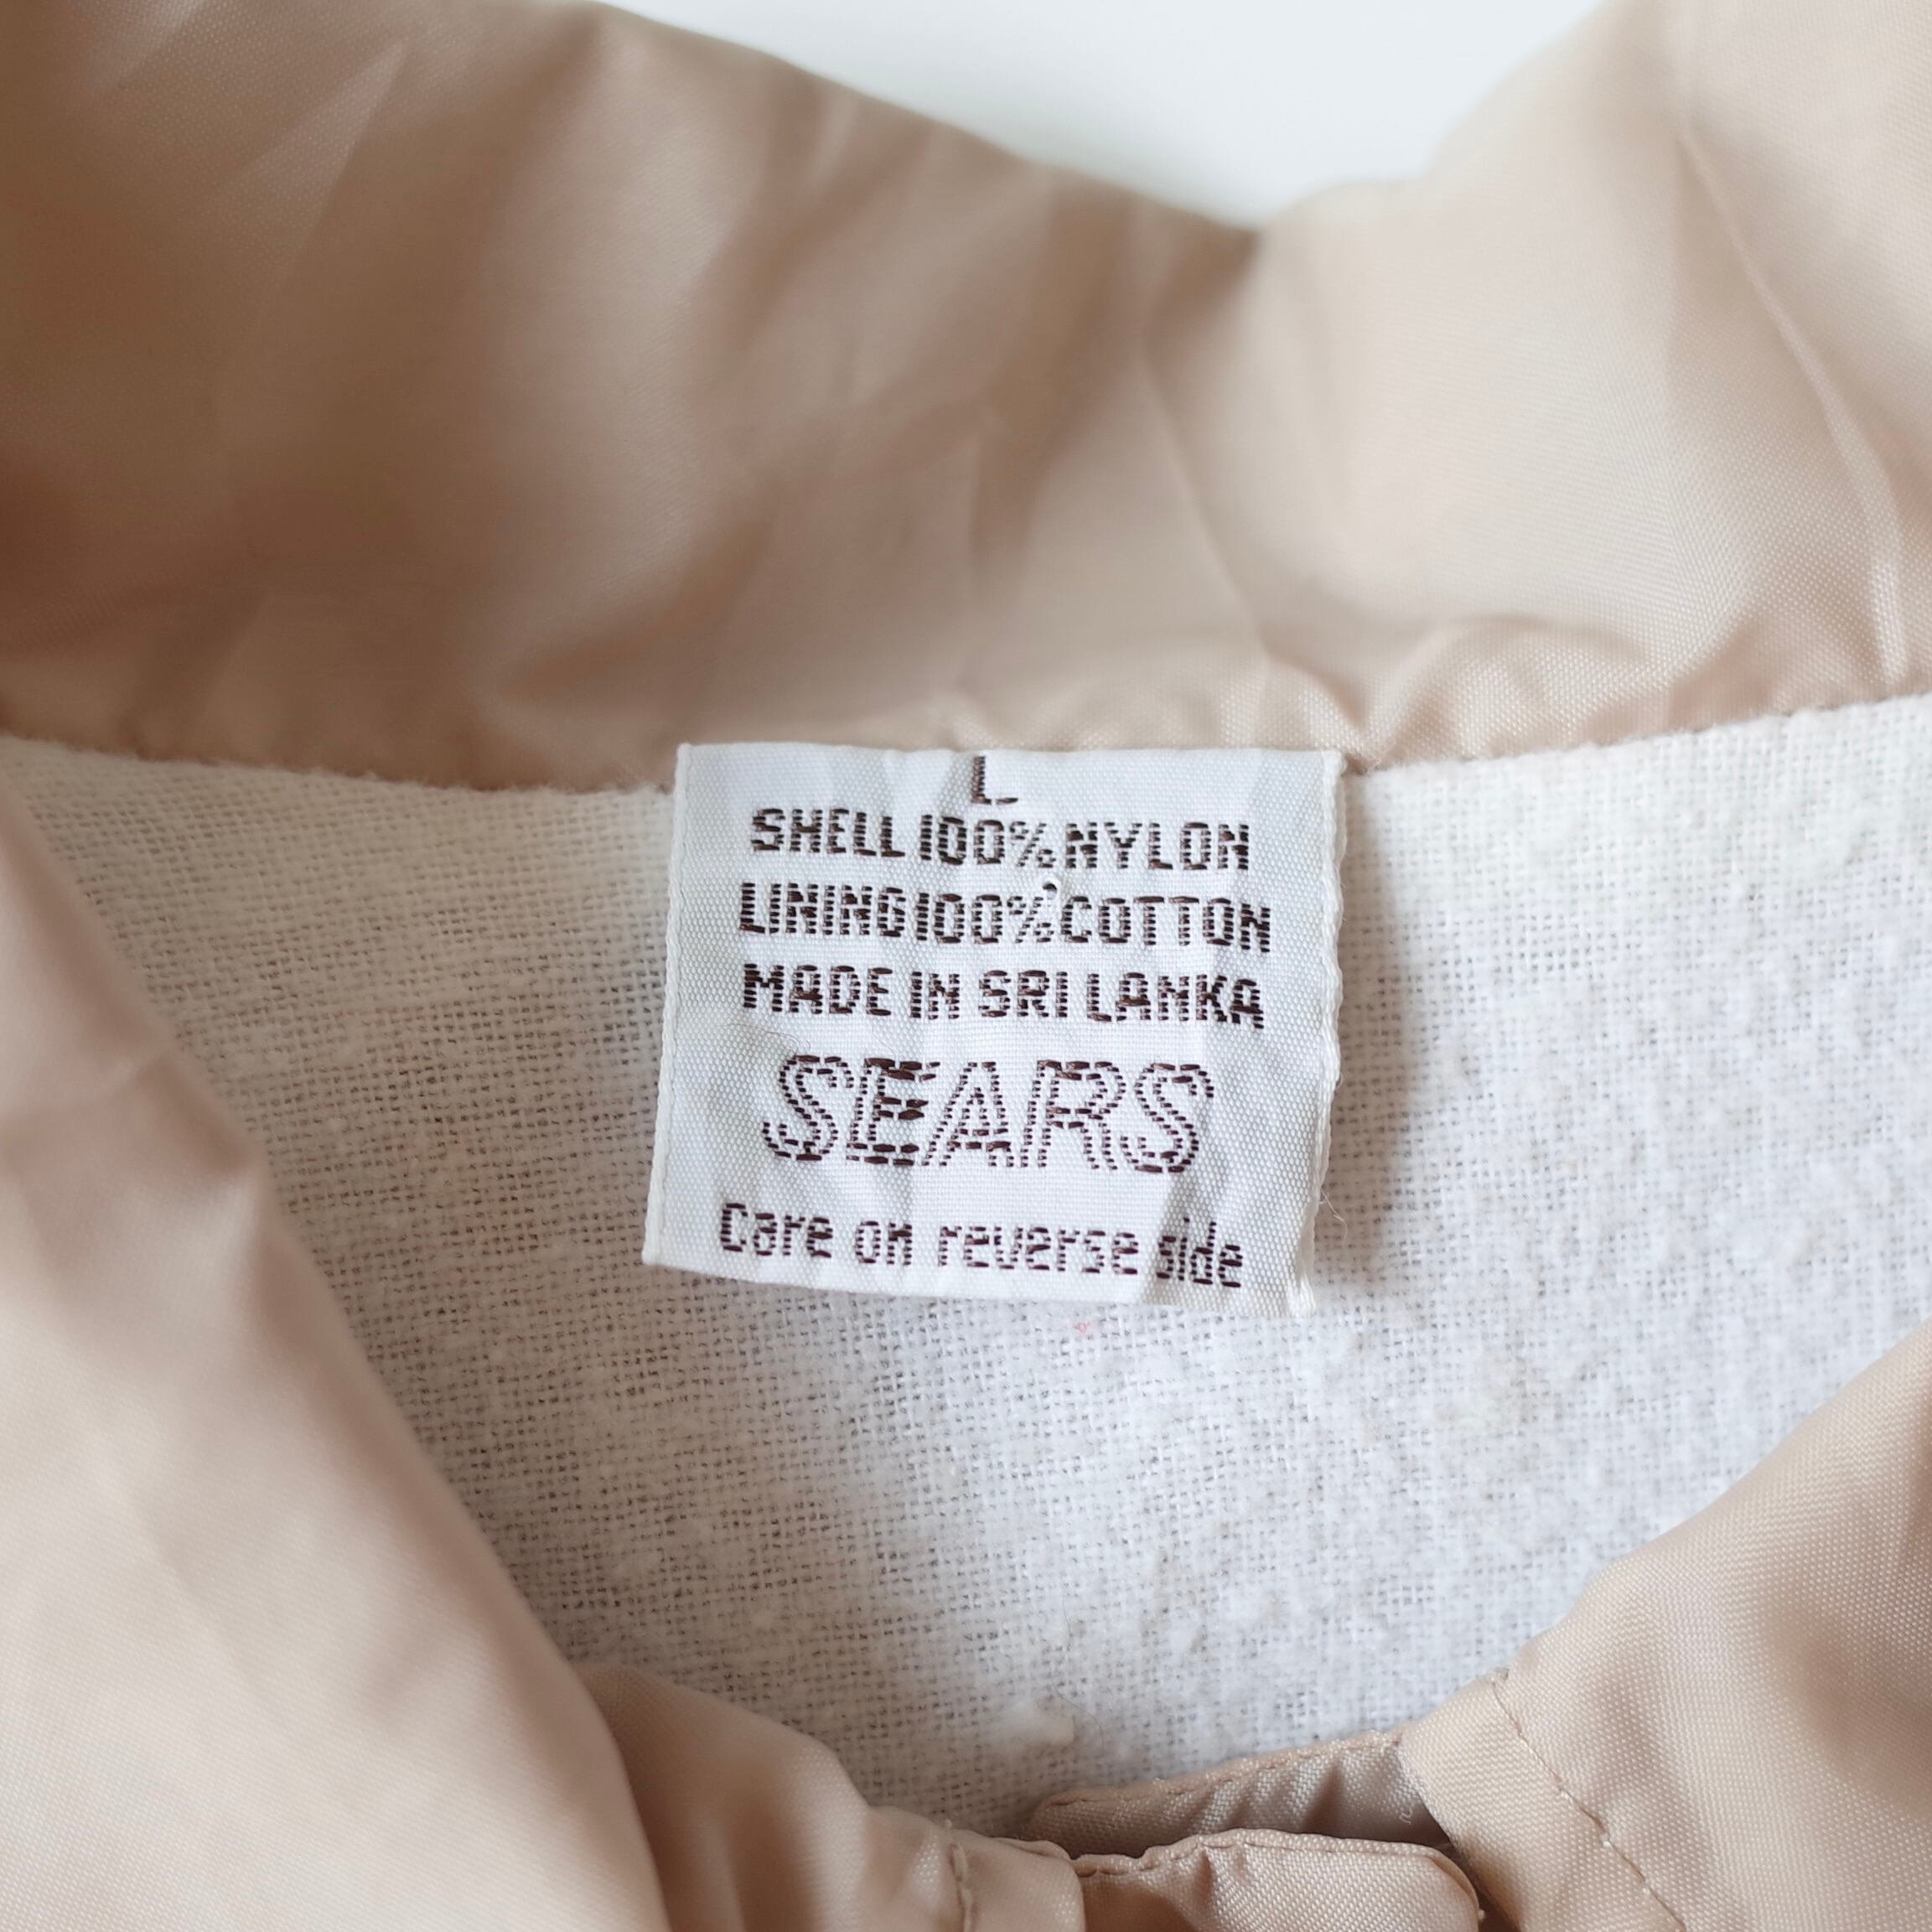 L
SHELL 100% NYLON
LINING 100% COTTON
MADE IN SRI LANKA
SEARS
Care on reverse side